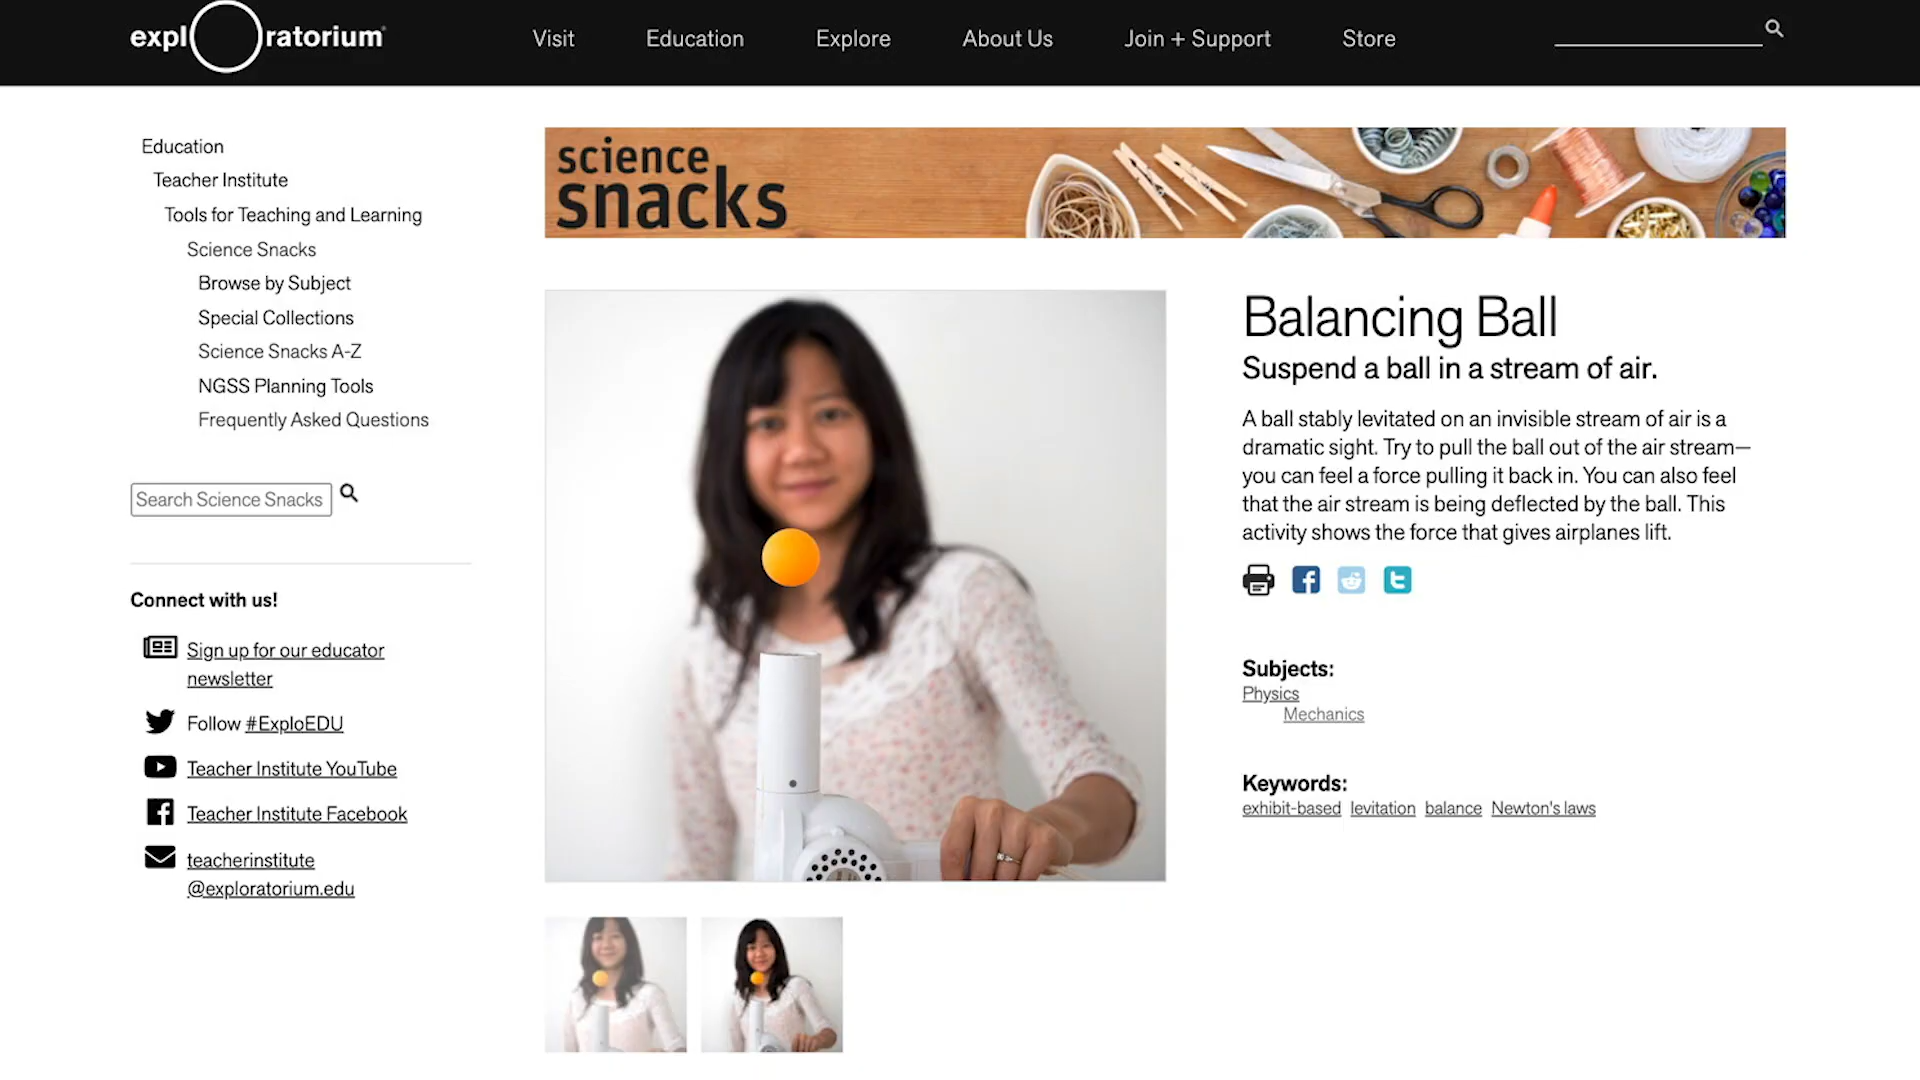 expl ratorium
Visit
Education
Explore
About Us
Join + Support
Store
Education
Teacher Institute
Tools for Teaching and Learning
Science Snacks
Browse by Subject
Special Collections
Science Snacks A-Z
NGSS Planning Tools
Frequently Asked Questions
Search Science Snacks
Connect with us!
Sign up for our educator
newsletter
Follow #ExploEDU
Teacher Institute YouTube
Teacher Institute Facebook
teacherinstitute
@exploratorium.edu
science
snacks
Balancing Ball
Suspend a ball in a stream of air.
A ball stably levitated on an invisible stream of air is a
dramatic sight. Try to pull the ball out of the air stream—
you can feel a force pulling it back in. You can also feel
that the air stream is being deflected by the ball. This
activity shows the force that gives airplanes lift.
Subjects:
Physics
Mechanics
Keywords:
exhibit-based levitation balance Newton's laws